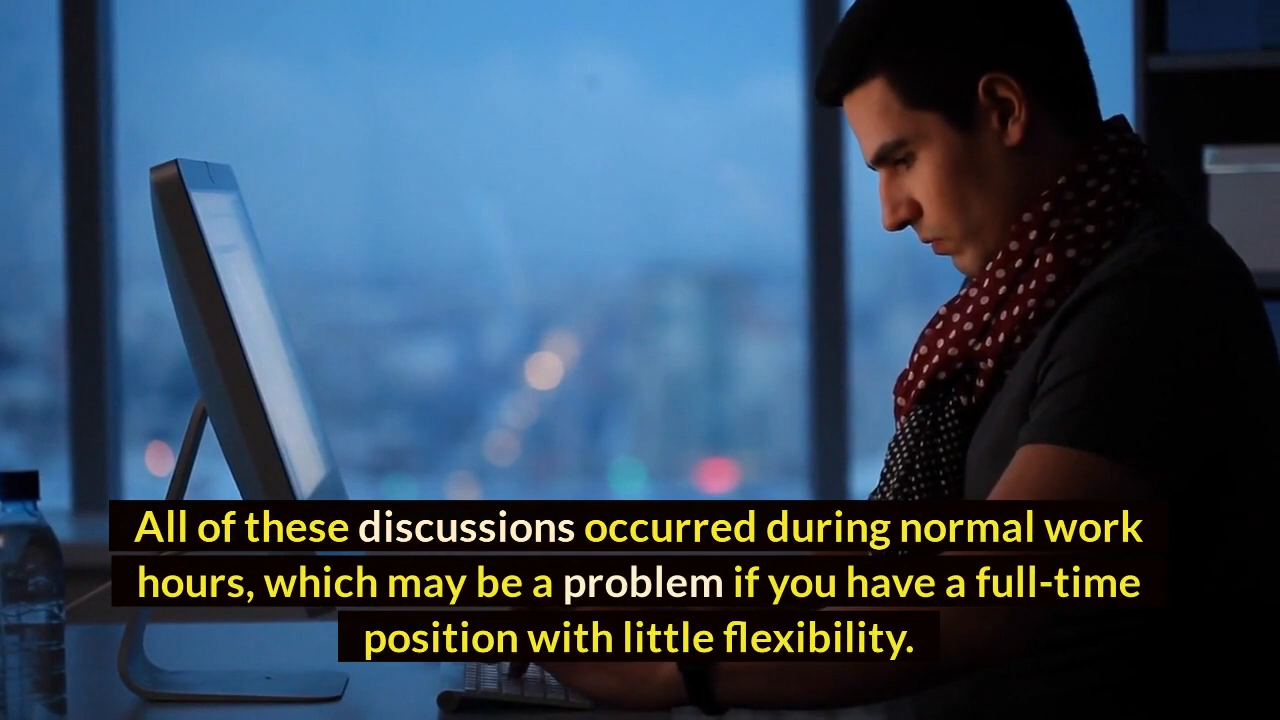 All of these discussions occurred during normal work
hours, which may be a problem if you have a full-time
position with little flexibility.